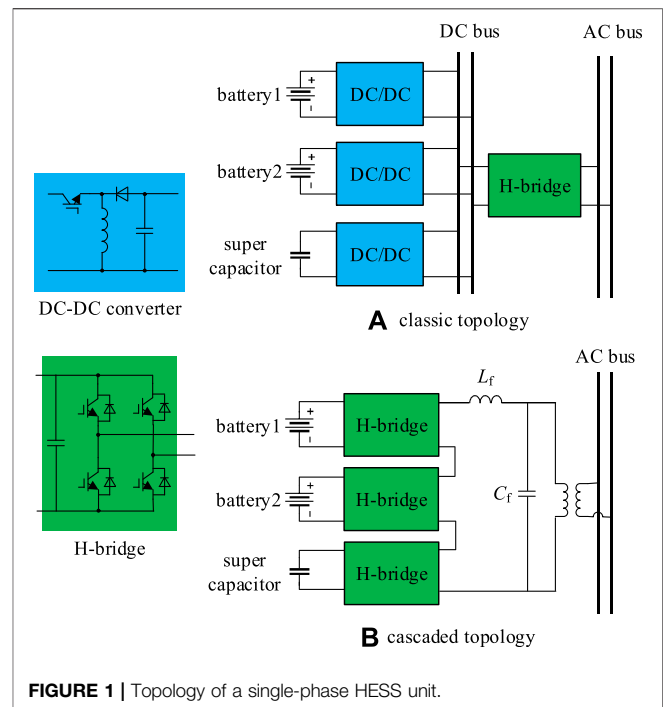 DC bus
AC bus
battery1
+
-
DC/DC
battery2
+
-
DC/DC
H-bridge
super
capacitor
DC/DC
DC-DC converter
A classic topology
AC bus
Lf
battery1
+
-
H-bridge
battery2
+
-
H-bridge
Cf
H-bridge
super
capacitor
H-bridge
B cascaded topology
FIGURE 1 | Topology of a single-phase HESS unit.